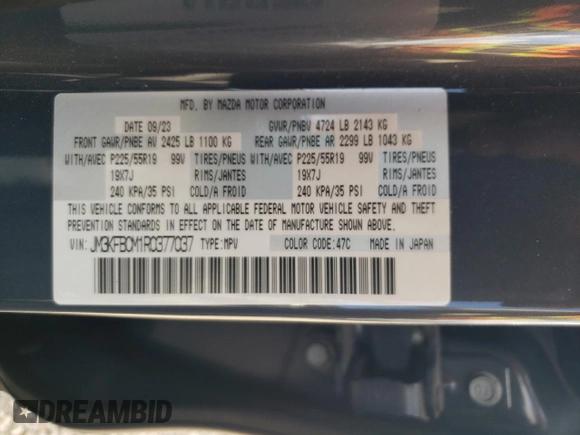 MFD. BY MAZDA MOTOR CORPORATION
DATE 09/23 GVWR/PNBV 4724 LB 2143 KG
FRONT GAWR/PNBE AV 2425 LB 1100 KG REAR GAWR/PNBE AR 2299 LB 1043 KG
WITH/AVEC P225/55R19 99V TIRES/PNEUS WITH/AVEC P225/55R19 99V TIRES/PNEUS
19X7J RIMS/JANTES 19X7J RIMS/JANTES
240 KPA/35 PSI COLD/A FROID 240 KPA/35 PSI COLD/A FROID
THIS VEHICLE CONFORMS TO ALL APPLICABLE FEDERAL MOTOR VEHICLE SAFETY AND THEFT
PREVENTION STANDARDS IN EFFECT ON THE DATE OF MANUFACTURE SHOWN ABOVE.
VIN: JM3KFBCM1R0377037 TYPE: MPV COLOR CODE: 47C MADE IN JAPAN
DREAMBID